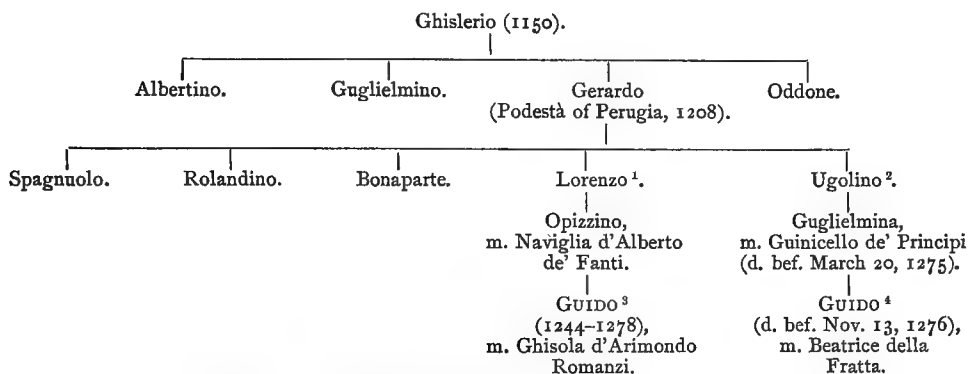 Ghislerio (1150).
Albertino. Guglielmino. Gerardo Oddone.
(Podestà of Perugia, 1208).
Spagnuolo. Rolandino. Bonaparte. Lorenzo ¹. Ugolino ².
Opizzino, Guglielmina,
m. Naviglia d'Alberto m. Guinicello de' Principi
de' Fanti. (d. bef. March 20, 1275).
GUIDO ³ GUIDO ⁴
(1244–1278), (d. bef. Nov. 13, 1276),
m. Ghisola d'Arimondo m. Beatrice della
Romanzi. Fratta.